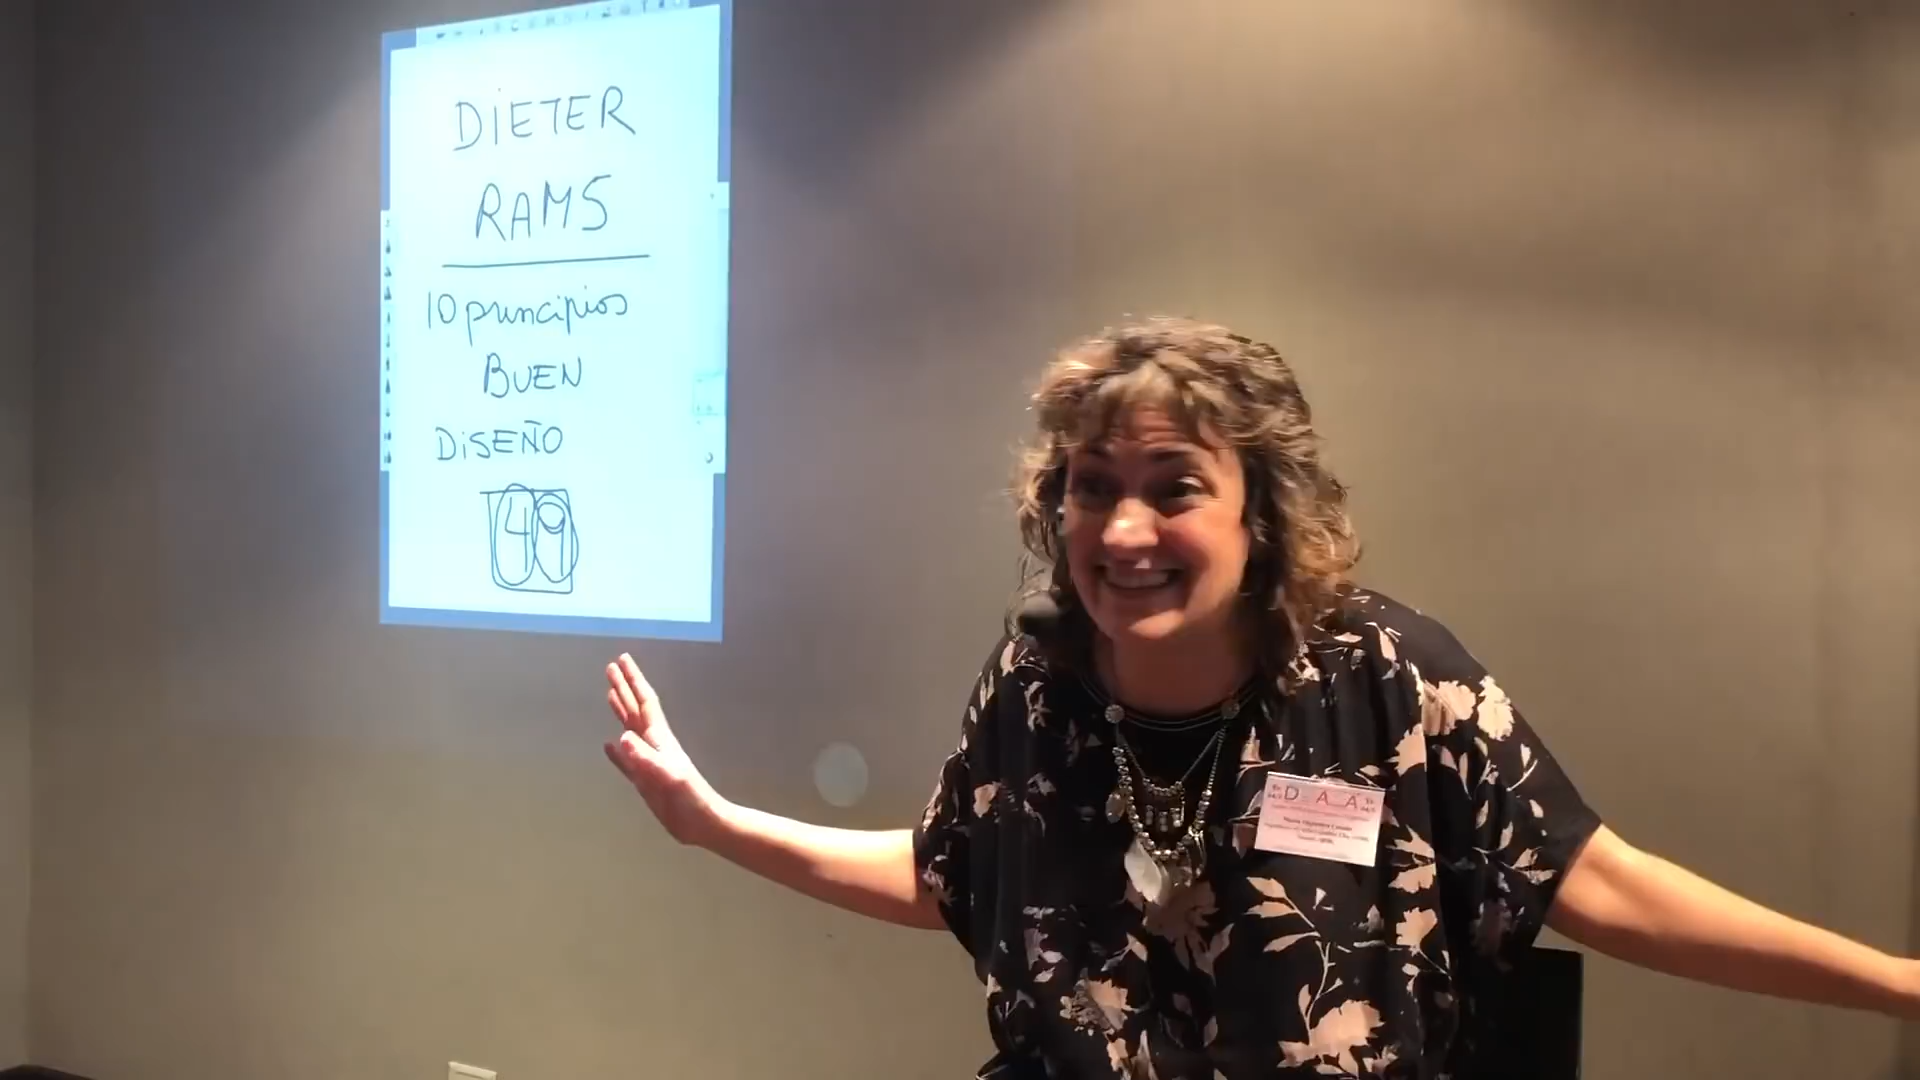 DIETER
RAMS
10 principios
BUEN
DISEÑO
49
D A A